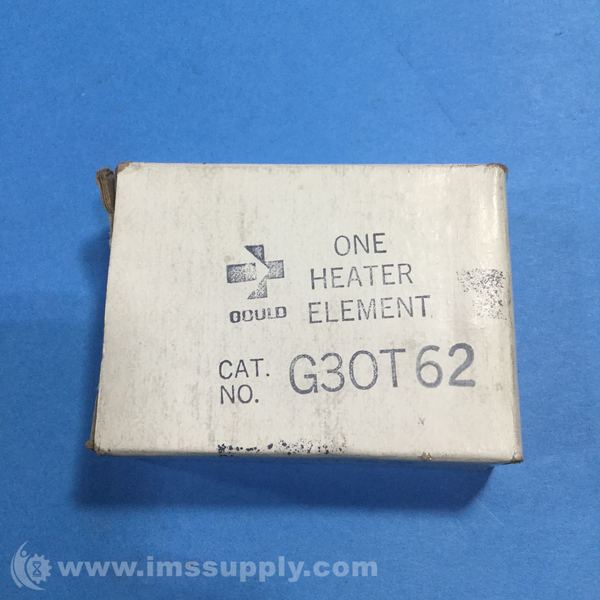 ONE
HEATER
ELEMENT
GOULD
CAT.
NO.
G30T62
www.imssupply.com